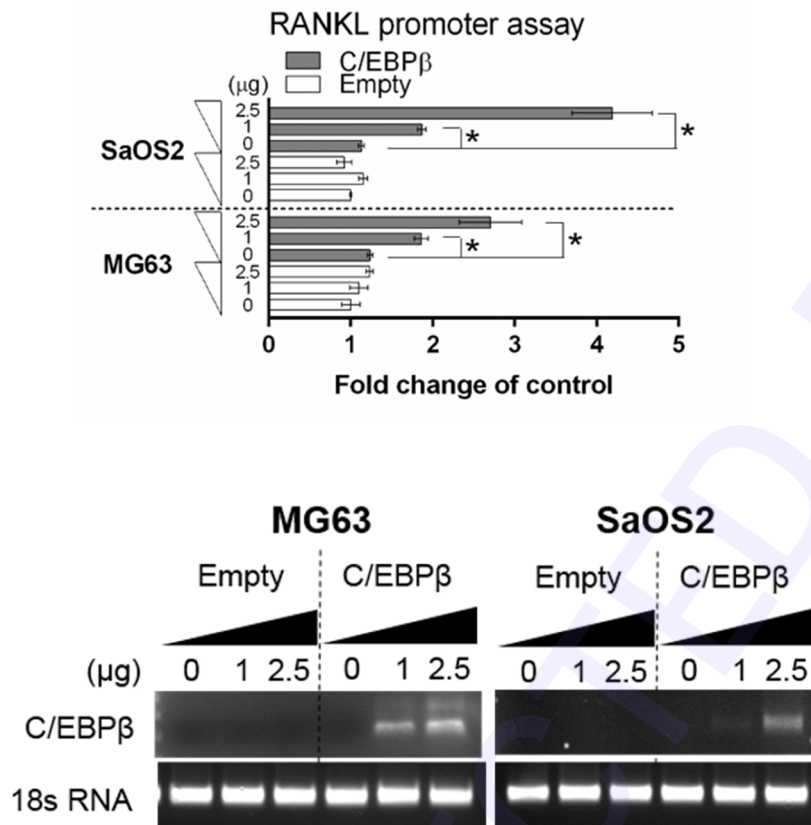 RANKL promoter assay
C/EBPβ
(μg) Empty
SaOS2
2.5
1
0
2.5
1
0
*
*
MG63
2.5
1
0
2.5
1
0
*
*
0 1 2 3 4 5
Fold change of control
MG63 SaOS2
Empty C/EBPβ Empty C/EBPβ
(μg) 0 1 2.5 0 1 2.5 0 1 2.5 0 1 2.5
C/EBPβ
18s RNA
CTED